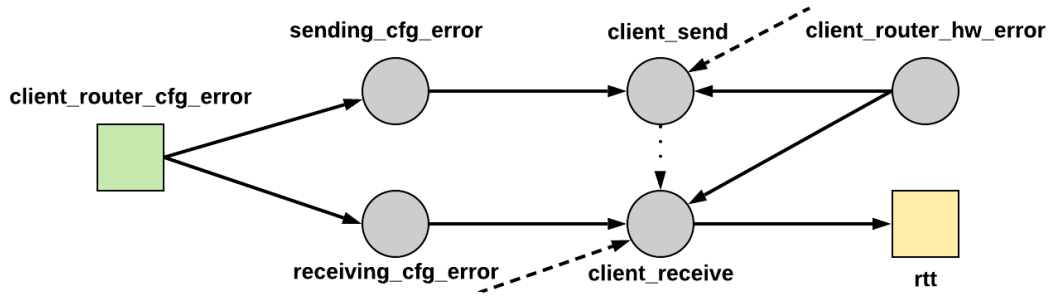 sending_cfg_error
client_send
client_router_hw_error
client_router_cfg_error
receiving_cfg_error
client_receive
rtt